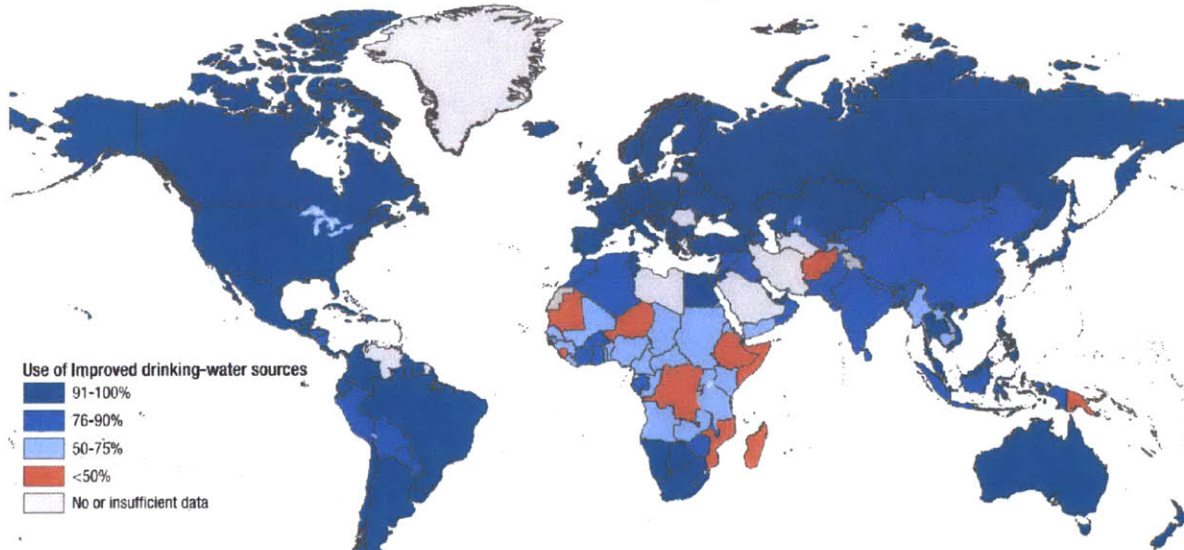 Use of Improved drinking-water sources
91-100%
76-90%
50-75%
<50%
No or insufficient data